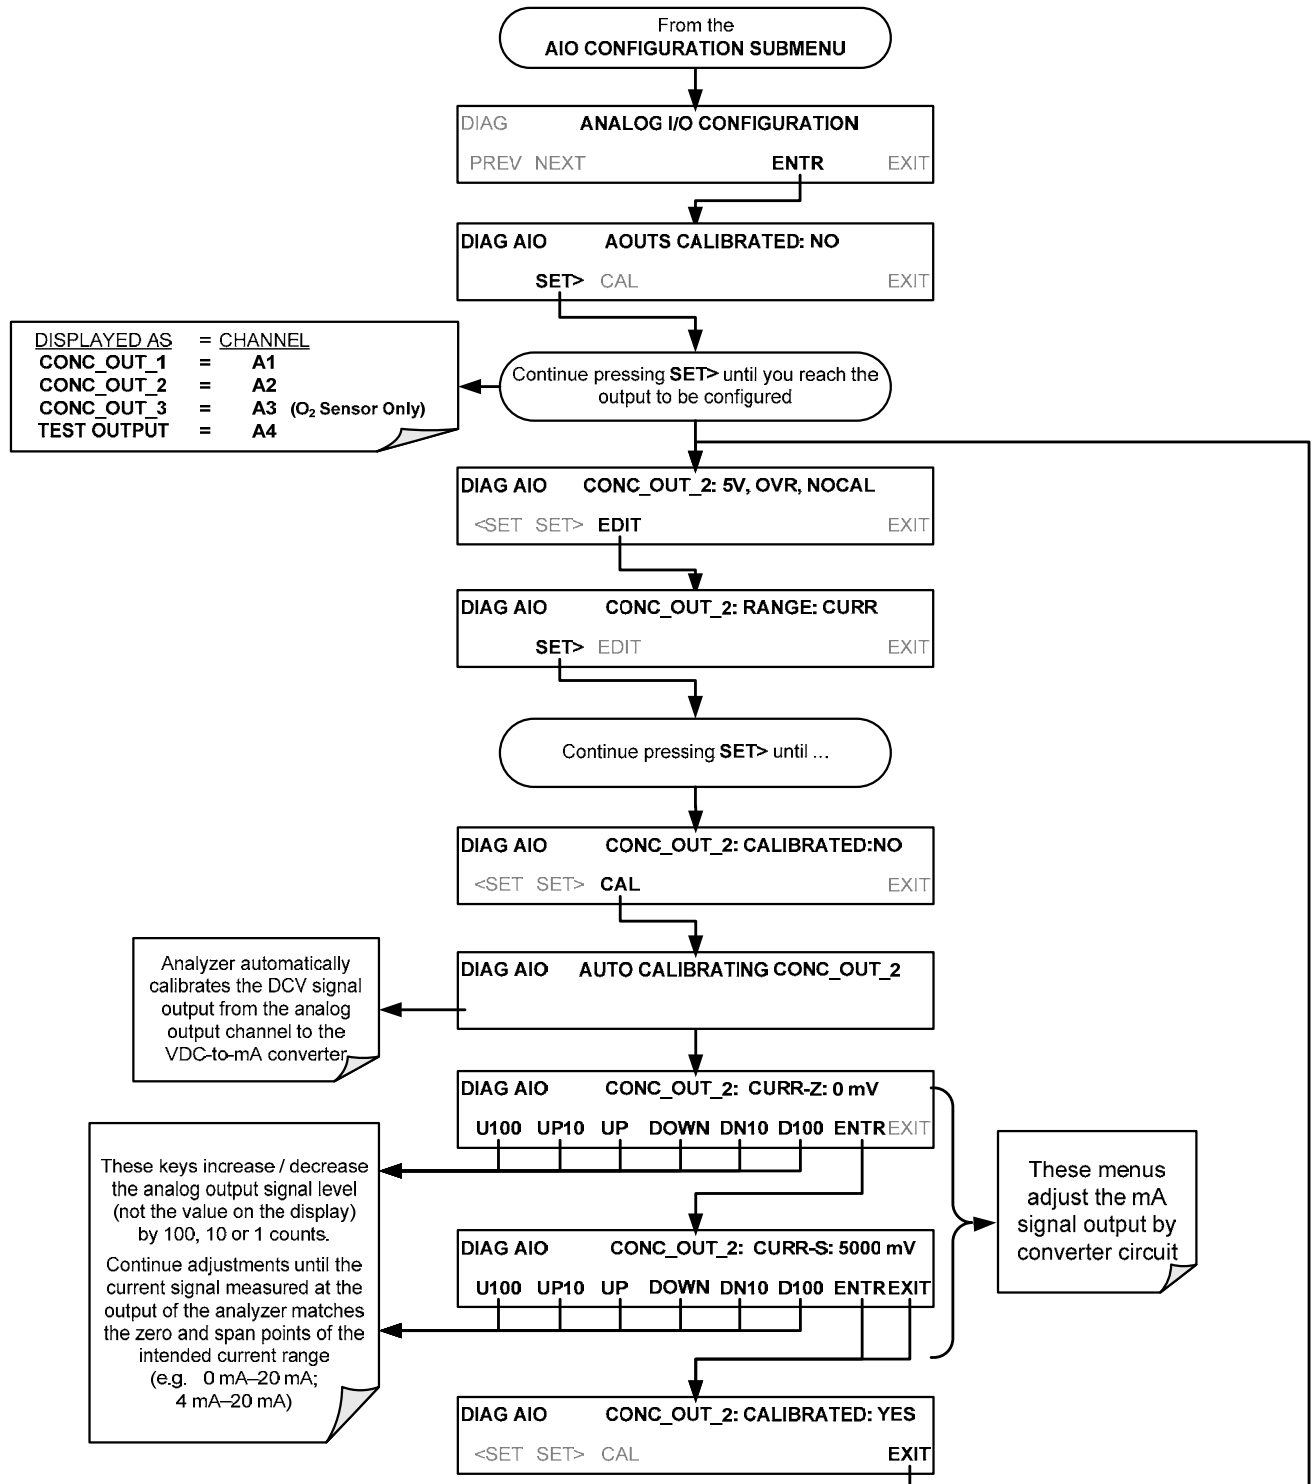 From the
AIO CONFIGURATION SUBMENU
DIAG ANALOG I/O CONFIGURATION
PREV NEXT ENTR EXIT
DIAG AIO AOUTS CALIBRATED: NO
SET> CAL EXIT
DISPLAYED AS = CHANNEL
CONC_OUT_1 = A1
CONC_OUT_2 = A2
CONC_OUT_3 = A3 (O₂ Sensor Only)
TEST OUTPUT = A4
Continue pressing SET> until you reach the
output to be configured
DIAG AIO CONC_OUT_2: 5V, OVR, NOCAL
<SET SET> EDIT EXIT
DIAG AIO CONC_OUT_2: RANGE: CURR
SET> EDIT EXIT
Continue pressing SET> until ...
DIAG AIO CONC_OUT_2: CALIBRATED:NO
<SET SET> CAL EXIT
DIAG AIO AUTO CALIBRATING CONC_OUT_2
Analyzer automatically
calibrates the DCV signal
output from the analog
output channel to the
VDC-to-mA converter
DIAG AIO CONC_OUT_2: CURR-Z: 0 mV
U100 UP10 UP DOWN DN10 D100 ENTR EXIT
These keys increase / decrease
the analog output signal level
(not the value on the display)
by 100, 10 or 1 counts.
Continue adjustments until the
current signal measured at the
output of the analyzer matches
the zero and span points of the
intended current range
(e.g. 0 mA–20 mA;
4 mA–20 mA)
These menus
adjust the mA
signal output by
converter circuit
DIAG AIO CONC_OUT_2: CURR-S: 5000 mV
U100 UP10 UP DOWN DN10 D100 ENTR EXIT
DIAG AIO CONC_OUT_2: CALIBRATED: YES
<SET SET> CAL EXIT